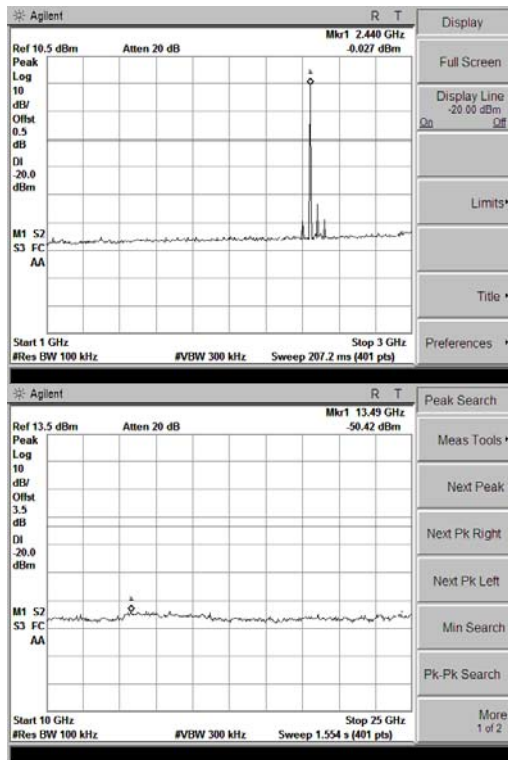 Agilent
R T
Mkr1 2.440 GHz
Ref 10.5 dBm Atten 20 dB -0.027 dBm
Peak
Log
10
dB/
Offst
0.5
dB
DI
-20.0
dBm
M1 S2
S3 FC
AA
Start 1 GHz Stop 3 GHz
#Res BW 100 kHz #VBW 300 kHz Sweep 207.2 ms (401 pts)
Display
Full Screen
Display Line
-20.00 dBm
On Off
Limits
Title
Preferences
Agilent
R T
Mkr1 13.49 GHz
Ref 13.5 dBm Atten 20 dB -50.42 dBm
Peak
Log
10
dB/
Offst
3.5
dB
DI
-20.0
dBm
M1 S2
S3 FC
AA
Start 10 GHz Stop 25 GHz
#Res BW 100 kHz #VBW 300 kHz Sweep 1.554 s (401 pts)
Peak Search
Meas Tools
Next Peak
Next Pk Right
Next Pk Left
Min Search
Pk-Pk Search
More
1 of 2